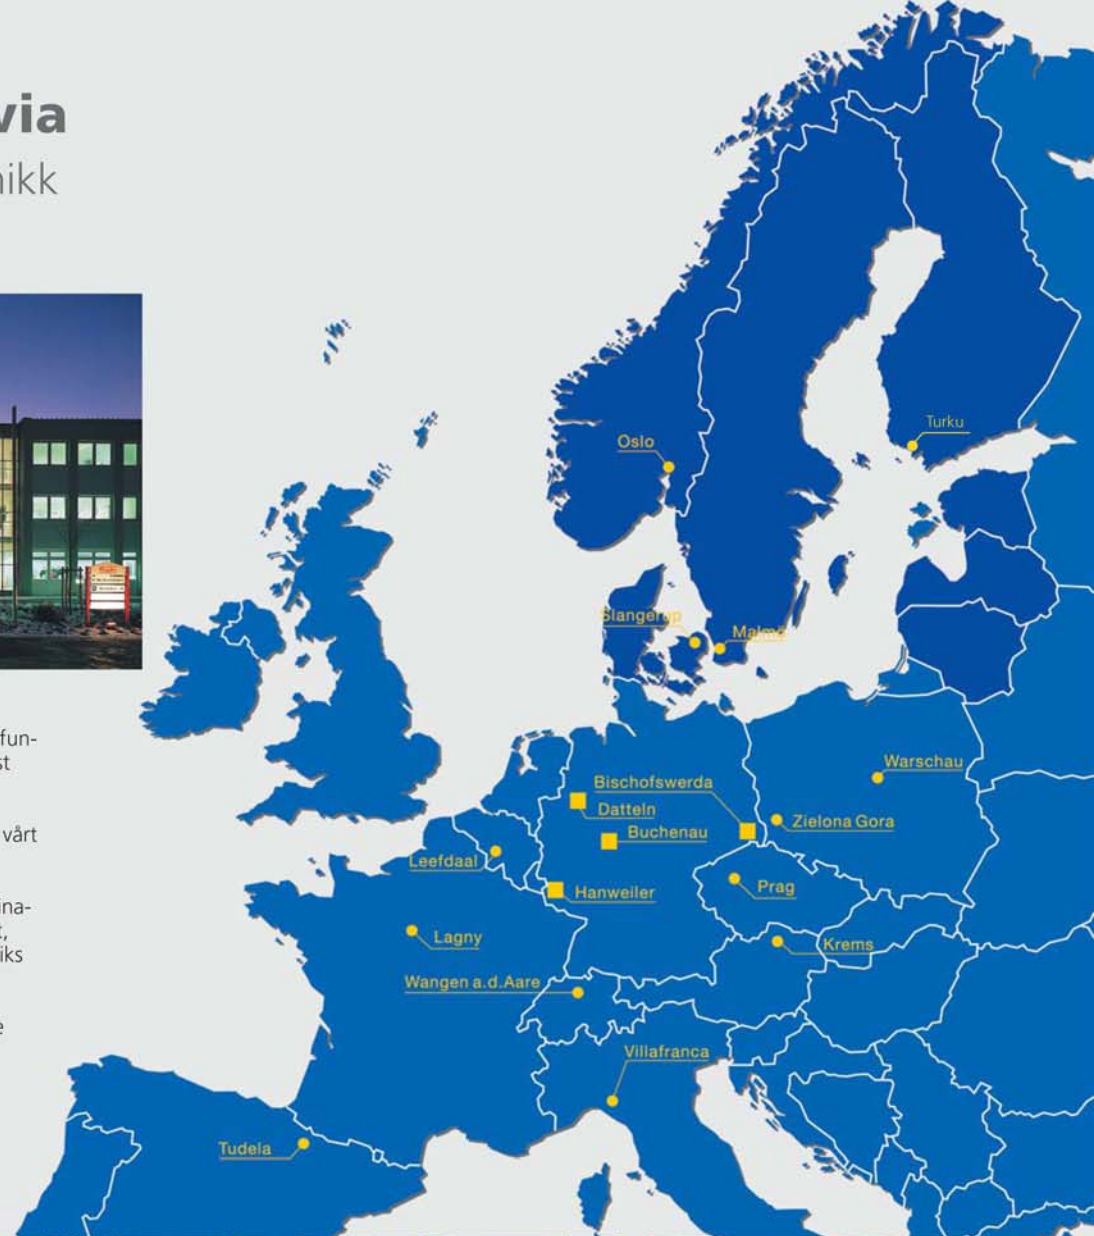 via
ikk
fun-
st
vårt
ina-
t,
iks
e
Oslo
Turku
Slangerup
Malmö
Warschau
Bischofswerda
Datteln
Zielona Gora
Buchenau
Leefdaal
Hanweiler
Prag
Lagny
Krems
Wangen a.d.Aare
Villafranca
Tudela